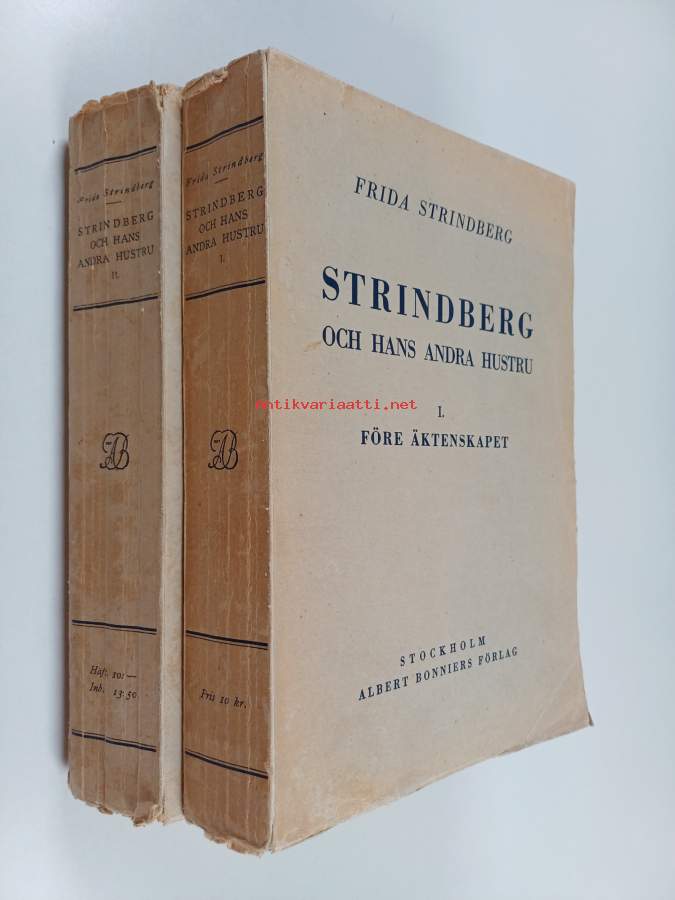 Frida Strindberg
STRINDBERG
OCH HANS
ANDRA HUSTRU
II.
AB
Häft. 10:—
Inb. 13:50
Frida Strindberg
STRINDBERG
OCH HANS
ANDRA HUSTRU
I.
AB
Pris 10 kr.
FRIDA STRINDBERG
STRINDBERG
OCH HANS ANDRA HUSTRU
I.
FÖRE ÄKTENSKAPET
STOCKHOLM
ALBERT BONNIERS FÖRLAG
antikvariaatti.net